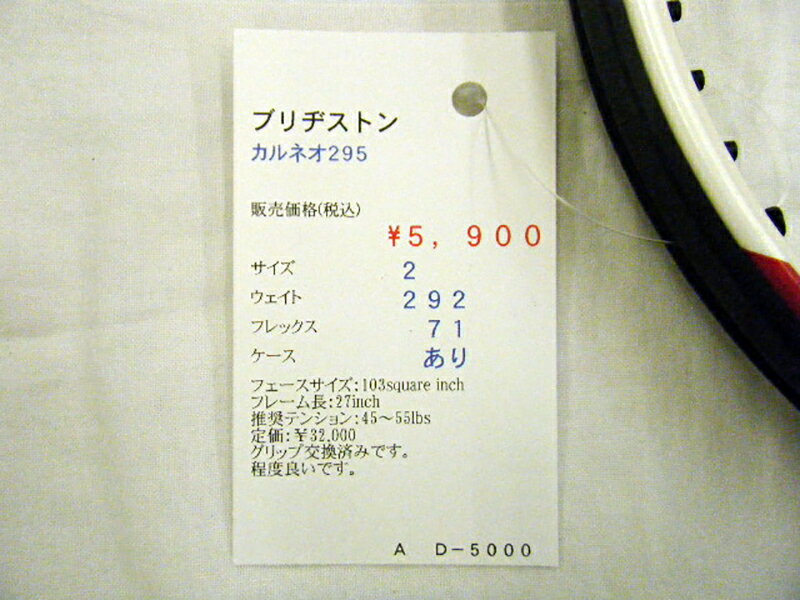 ブリヂストン
カルネオ295
販売価格(税込)
¥5，900
サイズ 2
ウェイト 292
フレックス 71
ケース あり
フェースサイズ:103square inch
フレーム長:27inch
推奨テンション:45～55lbs
定価:¥32,000
グリップ交換済みです。
程度良いです。
A D-5000